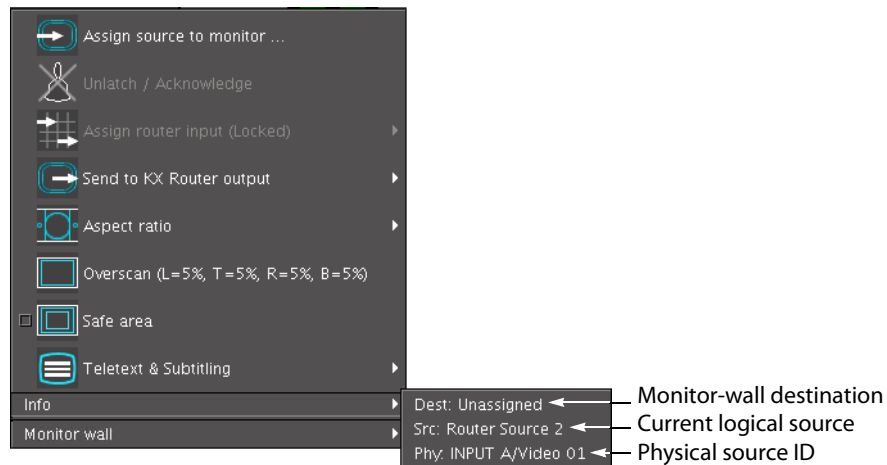 Assign source to monitor ...
Unlatch / Acknowledge
Assign router input (Locked)
Send to KX Router output
Aspect ratio
Overscan (L=5%, T=5%, R=5%, B=5%)
Safe area
Teletext & Subtitling
Info
Monitor wall
Dest: Unassigned
Monitor-wall destination
Src: Router Source 2
Current logical source
Phy: INPUT A/Video 01
Physical source ID